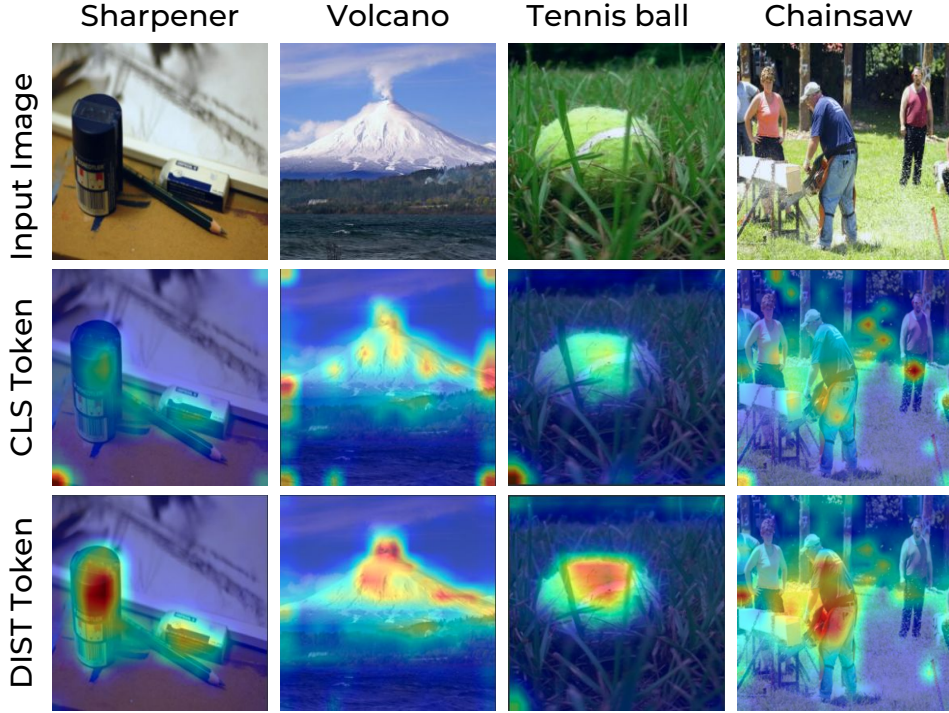 Sharpener
Volcano
Tennis ball
Chainsaw
Input Image
CLS Token
DIST Token